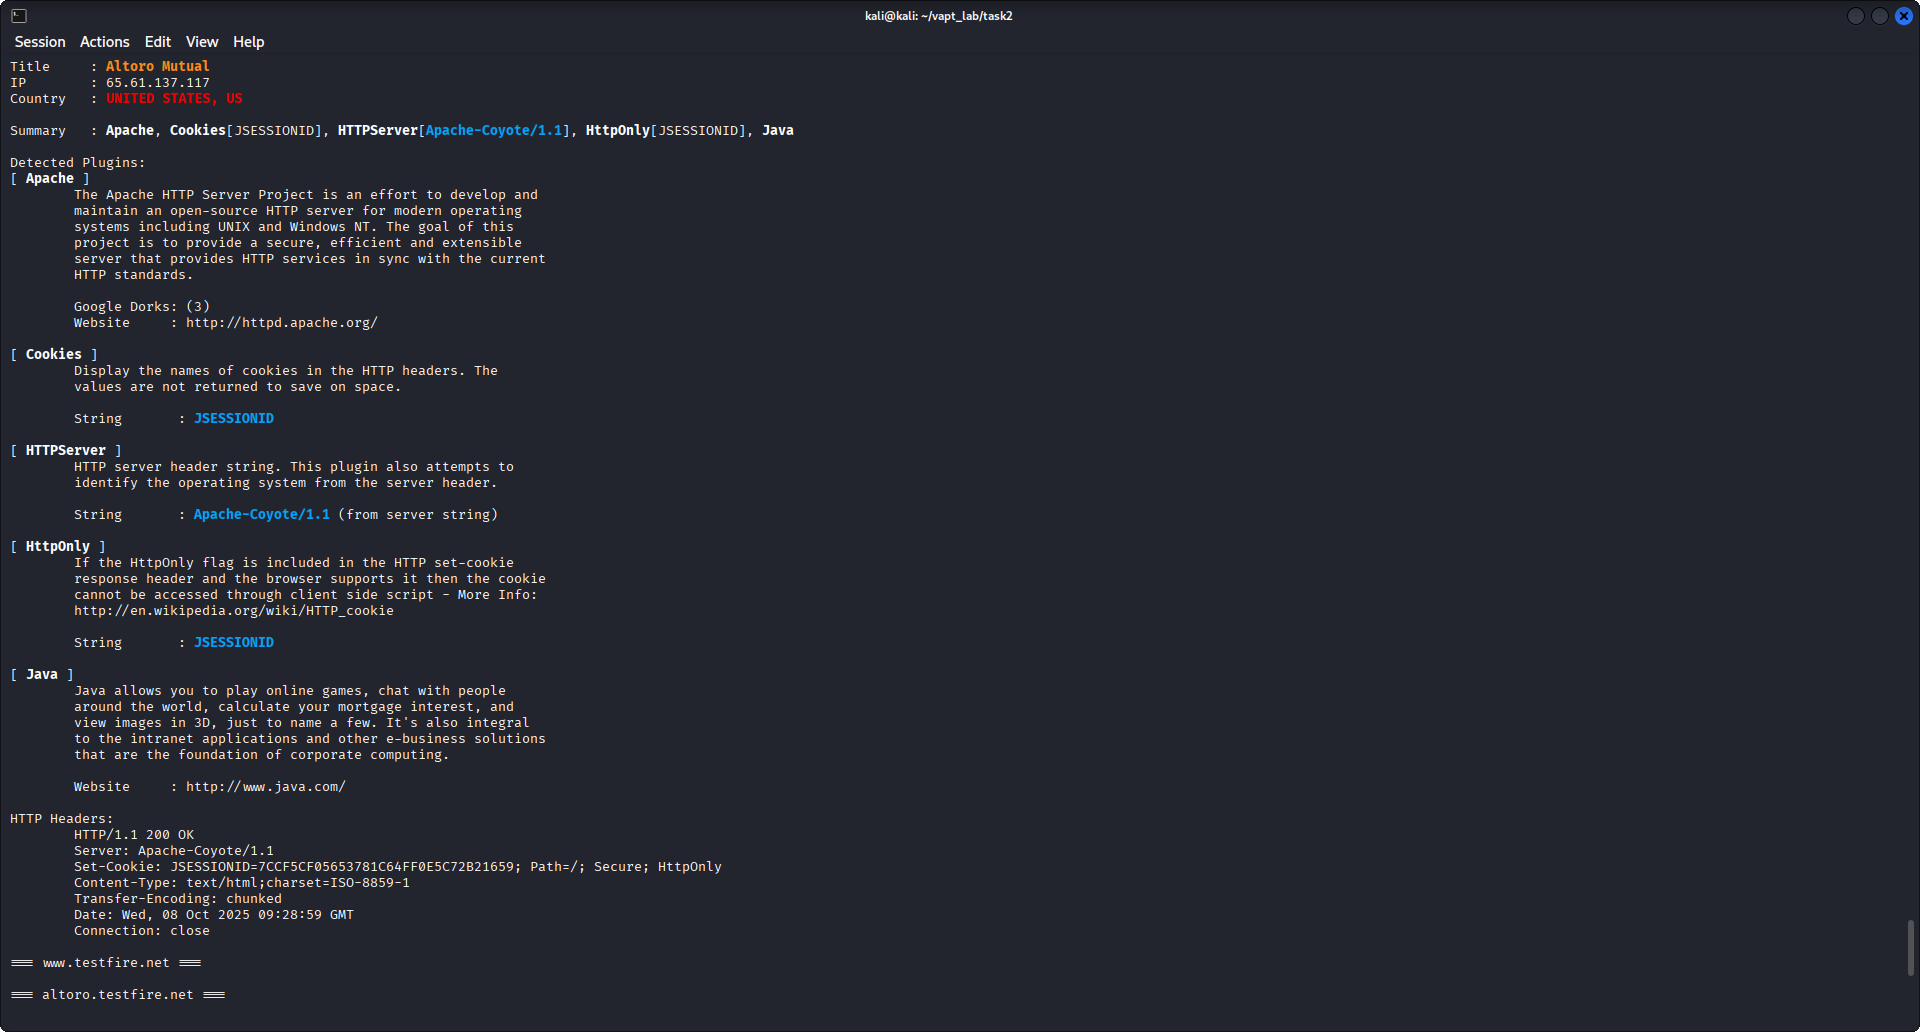 kali@kali: ~/vapt_lab/task2
Session Actions Edit View Help
Title     : Altoro Mutual
IP        : 65.61.137.117
Country   : UNITED STATES, US
Summary   : Apache, Cookies[JSESSIONID], HTTPServer[Apache-Coyote/1.1], HttpOnly[JSESSIONID], Java
Detected Plugins:
[ Apache ]
The Apache HTTP Server Project is an effort to develop and
maintain an open-source HTTP server for modern operating
systems including UNIX and Windows NT. The goal of this
project is to provide a secure, efficient and extensible
server that provides HTTP services in sync with the current
HTTP standards.
Google Dorks: (3)
Website     : http://httpd.apache.org/
[ Cookies ]
Display the names of cookies in the HTTP headers. The
values are not returned to save on space.
String       : JSESSIONID
[ HTTPServer ]
HTTP server header string. This plugin also attempts to
identify the operating system from the server header.
String       : Apache-Coyote/1.1 (from server string)
[ HttpOnly ]
If the HttpOnly flag is included in the HTTP set-cookie
response header and the browser supports it then the cookie
cannot be accessed through client side script - More Info:
http://en.wikipedia.org/wiki/HTTP_cookie
String       : JSESSIONID
[ Java ]
Java allows you to play online games, chat with people
around the world, calculate your mortgage interest, and
view images in 3D, just to name a few. It's also integral
to the intranet applications and other e-business solutions
that are the foundation of corporate computing.
Website     : http://www.java.com/
HTTP Headers:
HTTP/1.1 200 OK
Server: Apache-Coyote/1.1
Set-Cookie: JSESSIONID=7CCF5CF05653781C64FF0E5C72B21659; Path=/; Secure; HttpOnly
Content-Type: text/html;charset=ISO-8859-1
Transfer-Encoding: chunked
Date: Wed, 08 Oct 2025 09:28:59 GMT
Connection: close
=== www.testfire.net ===
=== altoro.testfire.net ===